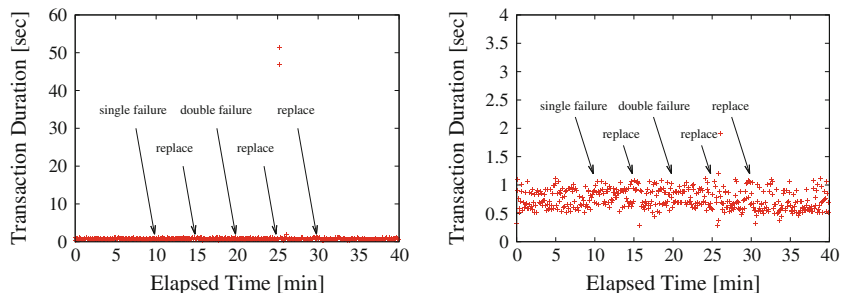 Transaction Duration [sec]
60
50
40
30
20
10
0
single failure
double failure
replace
replace
replace
0 5 10 15 20 25 30 35 40
Elapsed Time [min]
Transaction Duration [sec]
4
3.5
3
2.5
2
1.5
1
0.5
0
single failure
double failure
replace
replace
replace
0 5 10 15 20 25 30 35 40
Elapsed Time [min]